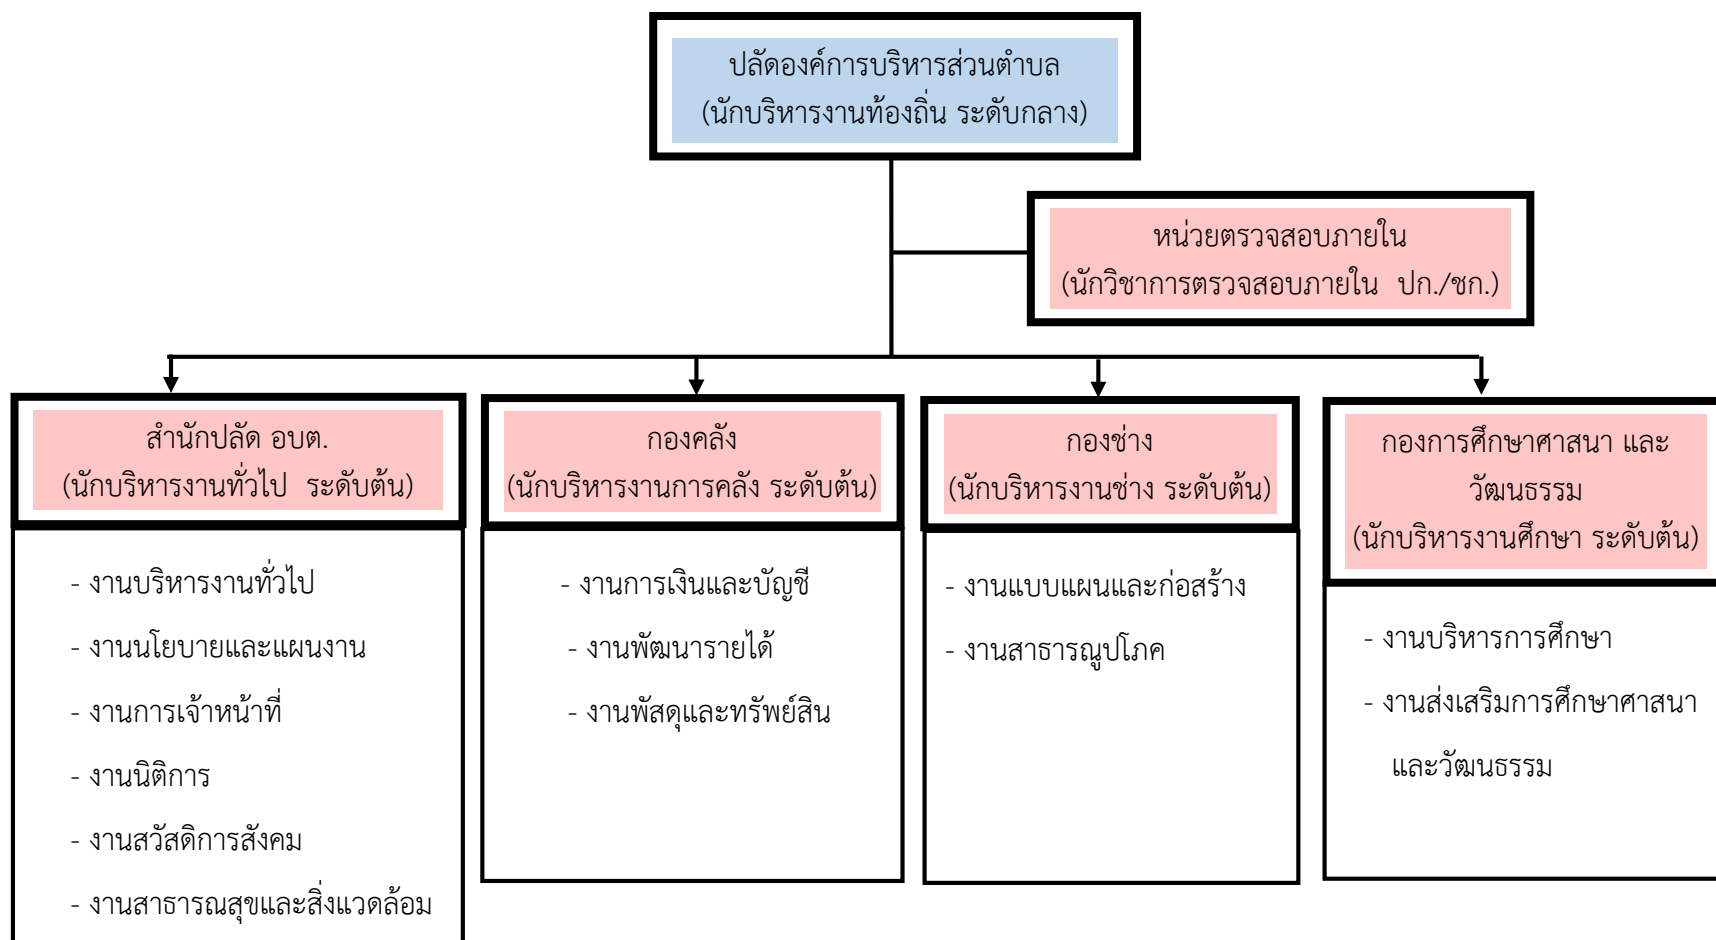 ปลัดองค์การบริหารส่วนตำบล
(นักบริหารงานท้องถิ่น ระดับกลาง)
หน่วยตรวจสอบภายใน
(นักวิชาการตรวจสอบภายใน ปก./ชก.)
สำนักปลัด อบต.
(นักบริหารงานทั่วไป ระดับต้น)
- งานบริหารงานทั่วไป
- งานนโยบายและแผนงาน
- งานการเจ้าหน้าที่
- งานนิติการ
- งานสวัสดิการสังคม
- งานสาธารณสุขและสิ่งแวดล้อม
กองคลัง
(นักบริหารงานการคลัง ระดับต้น)
- งานการเงินและบัญชี
- งานพัฒนารายได้
- งานพัสดุและทรัพย์สิน
กองช่าง
(นักบริหารงานช่าง ระดับต้น)
- งานแบบแผนและก่อสร้าง
- งานสาธารณูปโภค
กองการศึกษาศาสนา และ
วัฒนธรรม
(นักบริหารงานศึกษา ระดับต้น)
- งานบริหารการศึกษา
- งานส่งเสริมการศึกษาศาสนา
และวัฒนธรรม